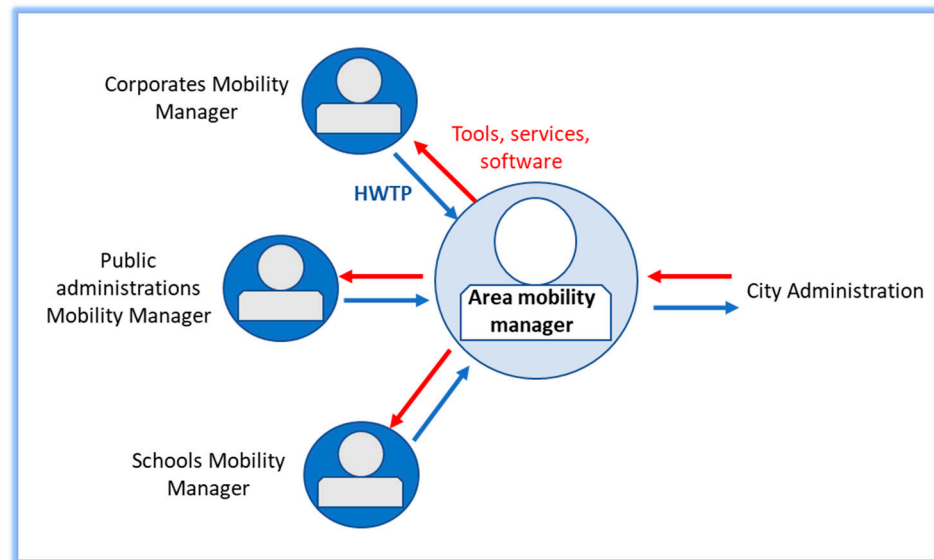 Corporates Mobility
Manager
Tools, services,
software
HWTP
Public
administrations
Mobility Manager
Area mobility
manager
City Administration
Schools Mobility
Manager